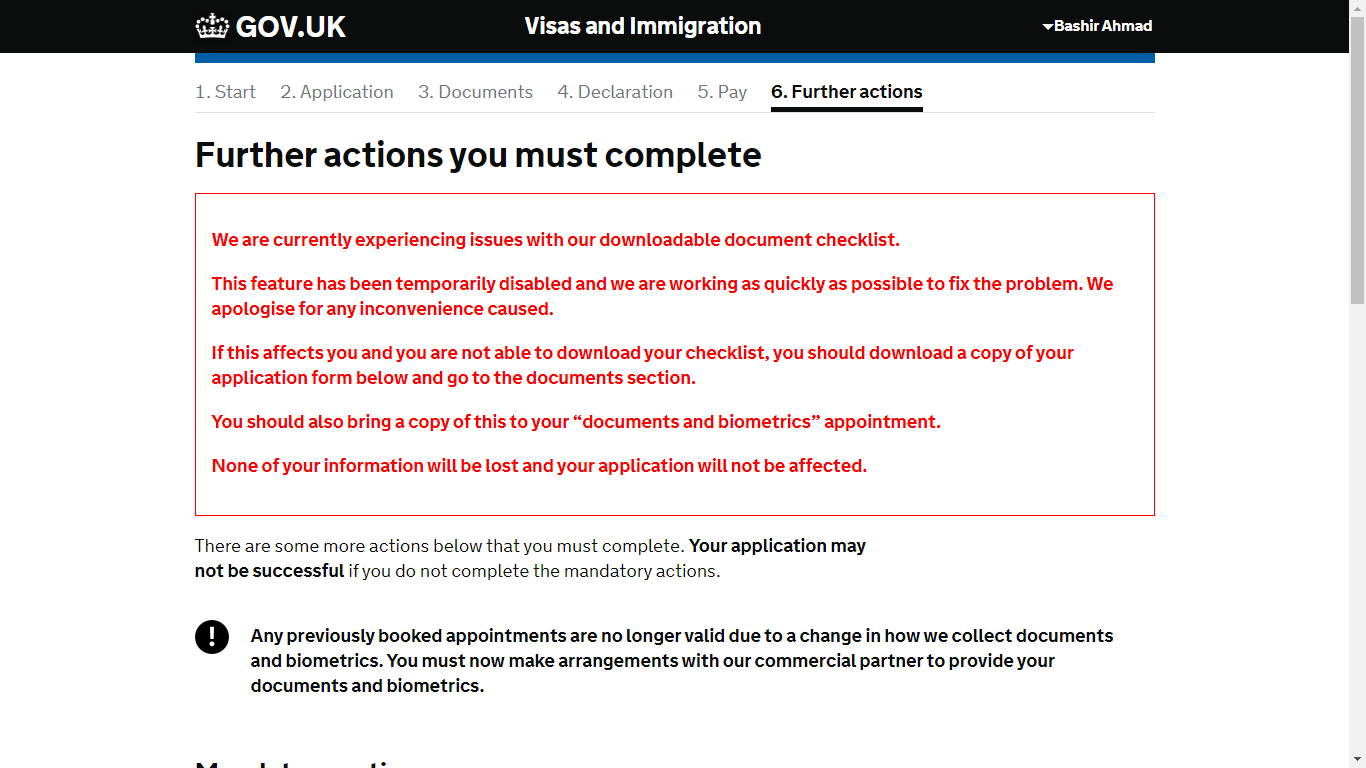 GOV.UK
Visas and Immigration
Bashir Ahmad
1. Start 2. Application 3. Documents 4. Declaration 5. Pay 6. Further actions
Further actions you must complete
We are currently experiencing issues with our downloadable document checklist.
This feature has been temporarily disabled and we are working as quickly as possible to fix the problem. We
apologise for any inconvenience caused.
If this affects you and you are not able to download your checklist, you should download a copy of your
application form below and go to the documents section.
You should also bring a copy of this to your “documents and biometrics” appointment.
None of your information will be lost and your application will not be affected.
There are some more actions below that you must complete. Your application may
not be successful if you do not complete the mandatory actions.
Any previously booked appointments are no longer valid due to a change in how we collect documents
and biometrics. You must now make arrangements with our commercial partner to provide your
documents and biometrics.